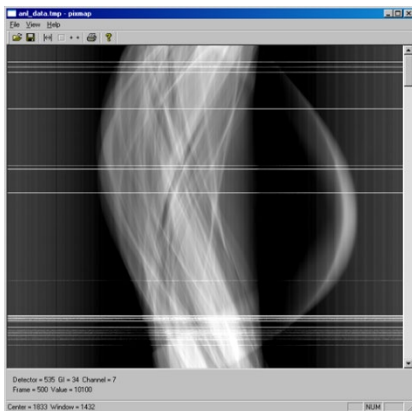 anl_data.tmp - pixmap
File View Help
Detector = 535 GI = 34 Channel = 7
Frame = 500 Value = 10100
Center = 1833 Window = 1432
NUM